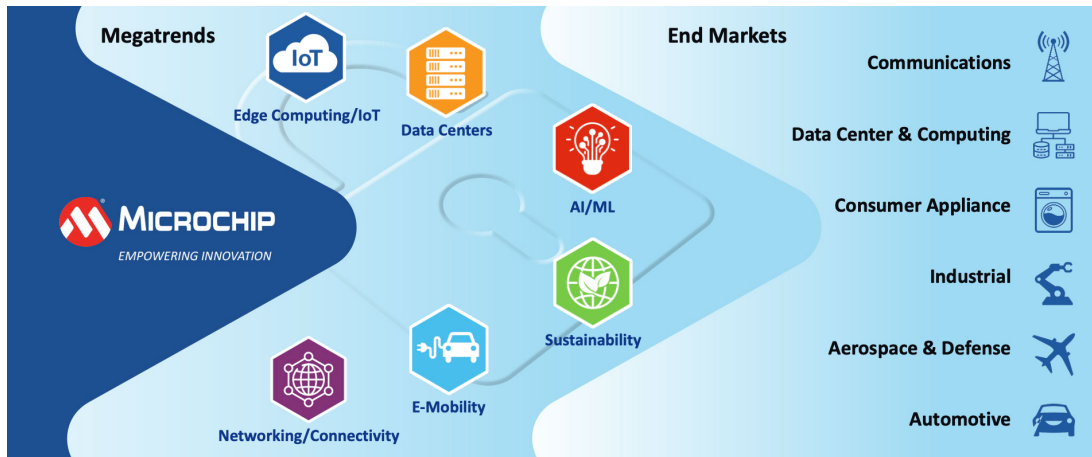 Megatrends
End Markets
IoT
Edge Computing/IoT
Data Centers
AI/ML
Sustainability
E-Mobility
Networking/Connectivity
MICROCHIP
EMPOWERING INNOVATION
Communications
Data Center & Computing
Consumer Appliance
Industrial
Aerospace & Defense
Automotive